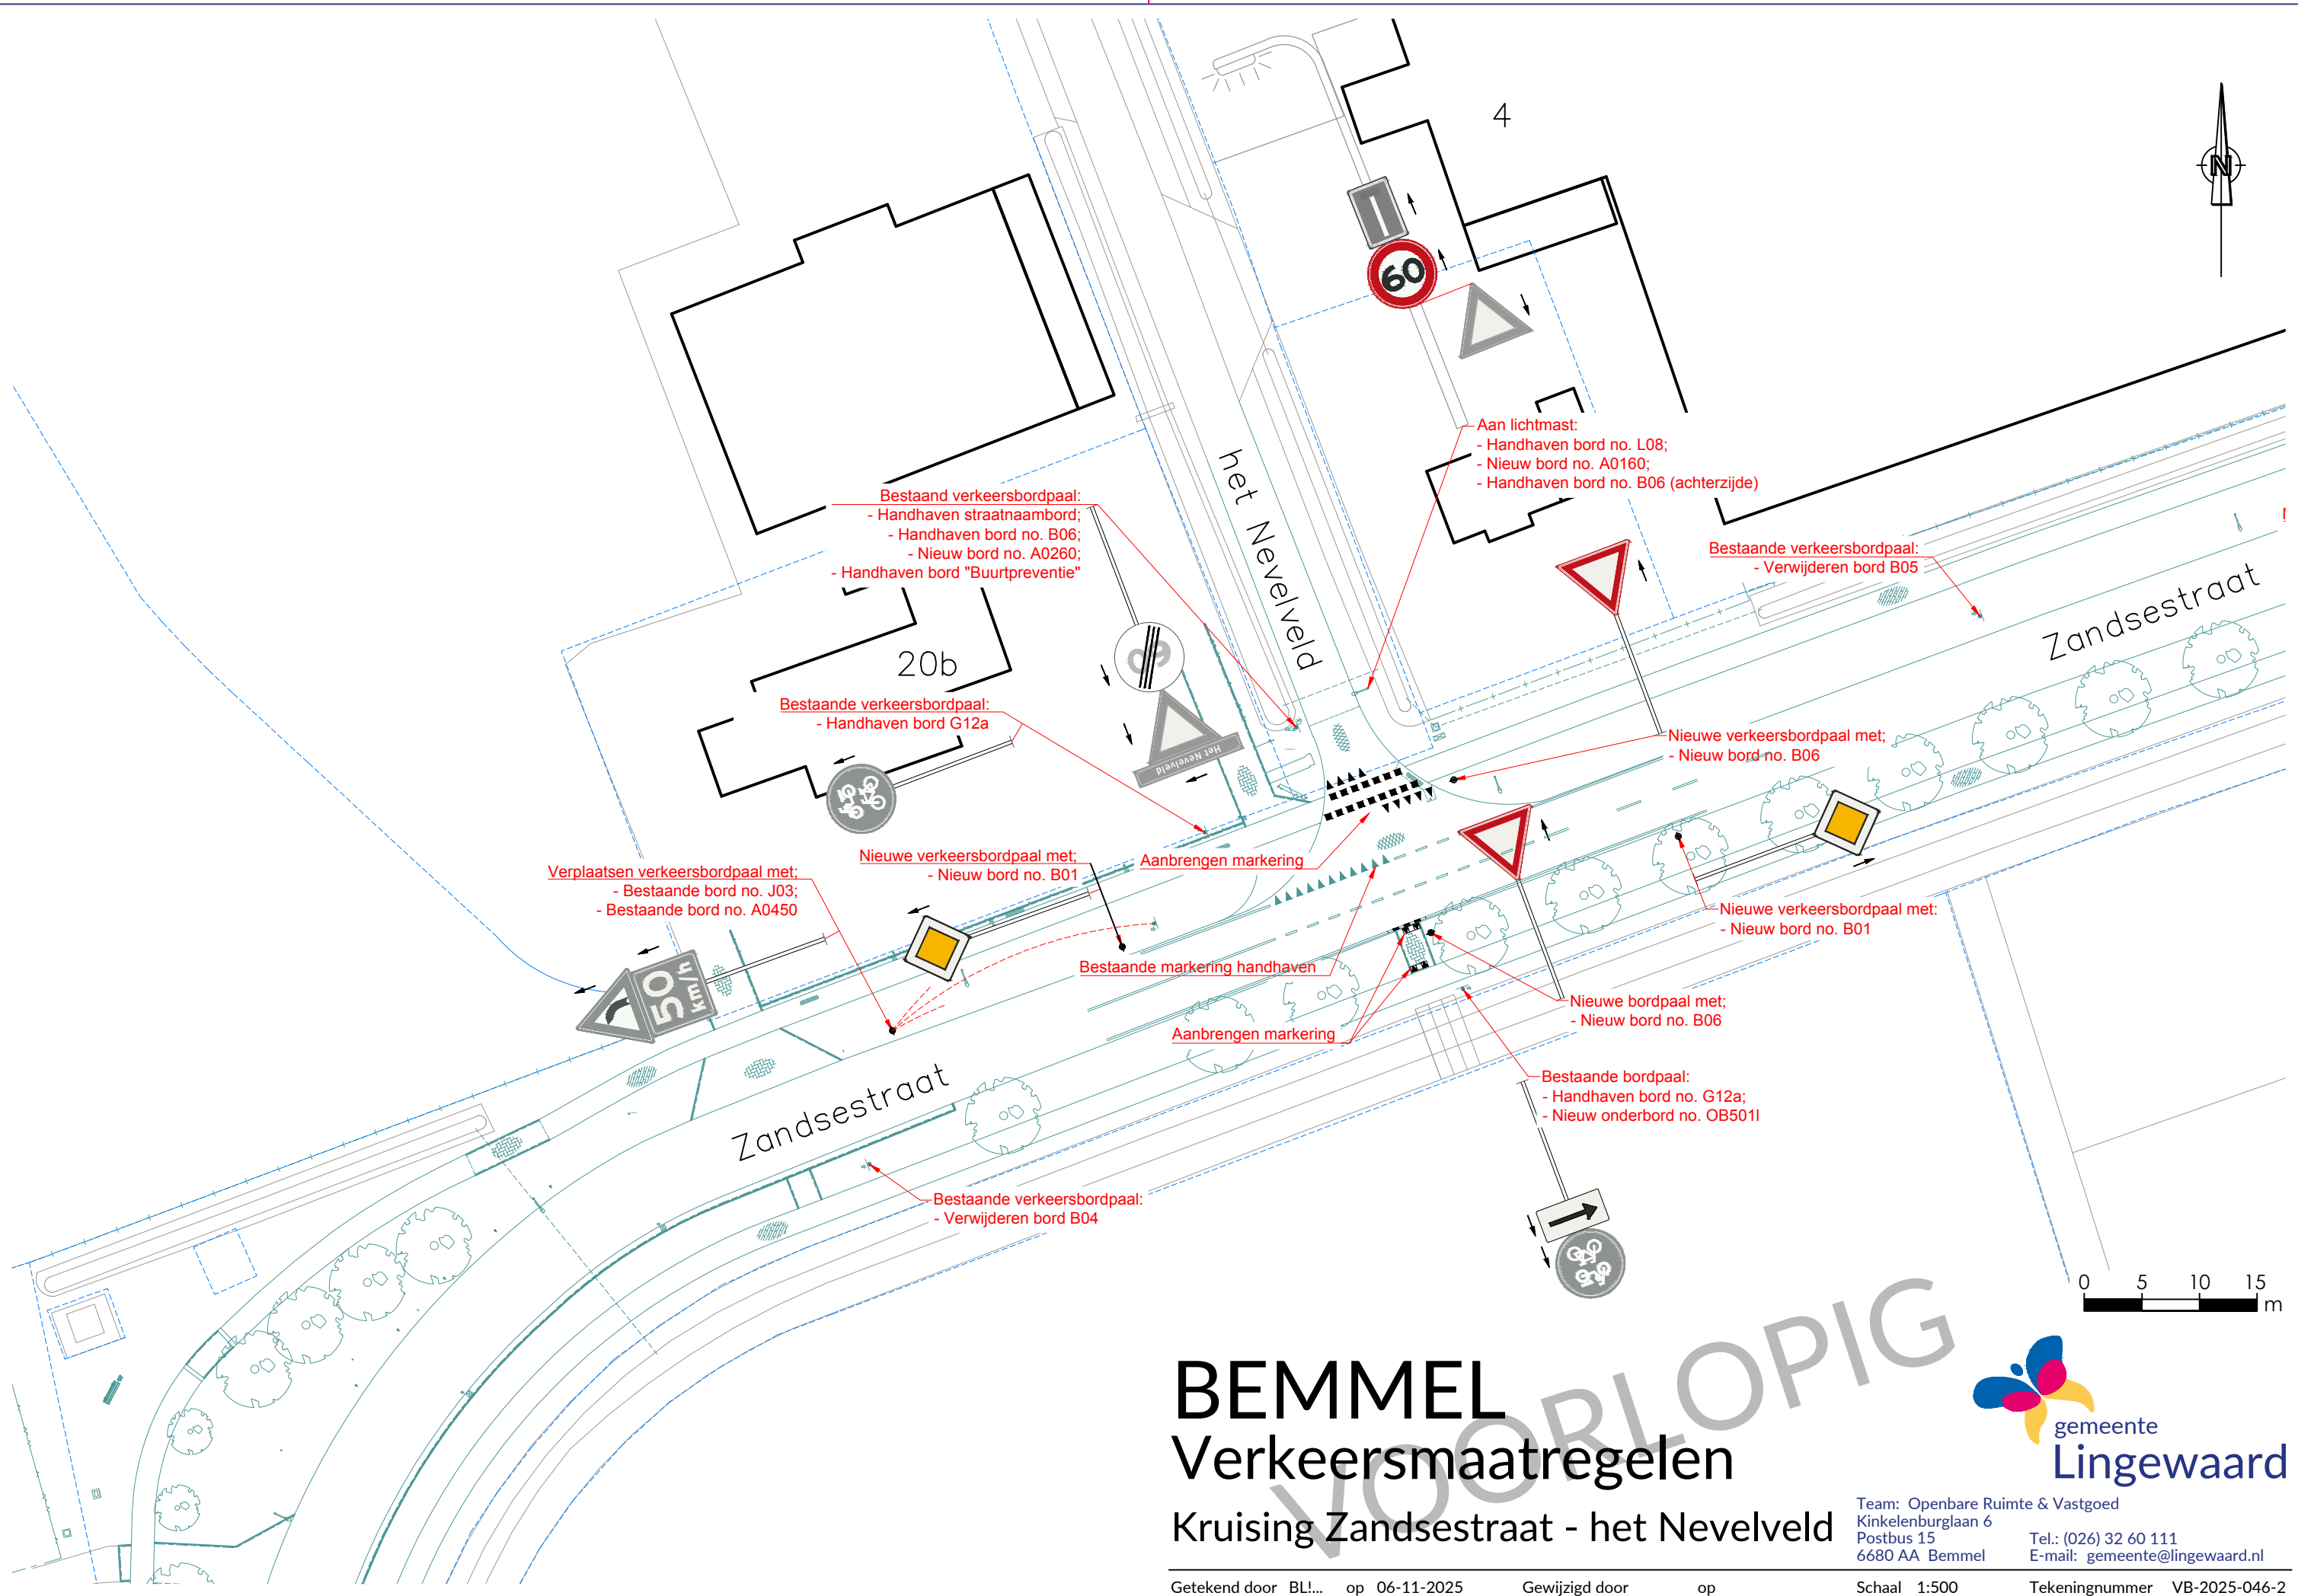 4
N
60
Aan lichtmast:
- Handhaven bord no. L08;
- Nieuw bord no. A0160;
- Handhaven bord no. B06 (achterzijde)
het Nevelveld
Bestaand verkeersbordpaal:
- Handhaven straatnaambord;
- Handhaven bord no. B06;
- Nieuw bord no. A0260;
- Handhaven bord "Buurtpreventie"
Bestaande verkeersbordpaal:
- Verwijderen bord B05
Zandsestraat
60
Het Nevelveld
20b
Bestaande verkeersbordpaal:
- Handhaven bord G12a
Nieuwe verkeersbordpaal met;
- Nieuw bord no. B06
Verplaatsen verkeersbordpaal met;
- Bestaande bord no. J03;
- Bestaande bord no. A0450
Nieuwe verkeersbordpaal met;
- Nieuw bord no. B01
Aanbrengen markering
50
km/h
Nieuwe verkeersbordpaal met:
- Nieuw bord no. B01
Bestaande markering handhaven
Aanbrengen markering
Nieuwe bordpaal met;
- Nieuw bord no. B06
Bestaande bordpaal:
- Handhaven bord no. G12a;
- Nieuw onderbord no. OB501l
Zandsestraat
Bestaande verkeersbordpaal:
- Verwijderen bord B04
0 5 10 15
m
VOORLOPIG
BEMMEL
Verkeersmaatregelen
Kruising Zandsestraat - het Nevelveld
gemeente
Lingewaard
Team: Openbare Ruimte & Vastgoed
Kinkelenburglaan 6
Postbus 15 Tel.: (026) 32 60 111
6680 AA Bemmel E-mail: gemeente@lingewaard.nl
Getekend door BL!... op 06-11-2025 Gewijzigd door op Schaal 1:500 Tekeningnummer VB-2025-046-2